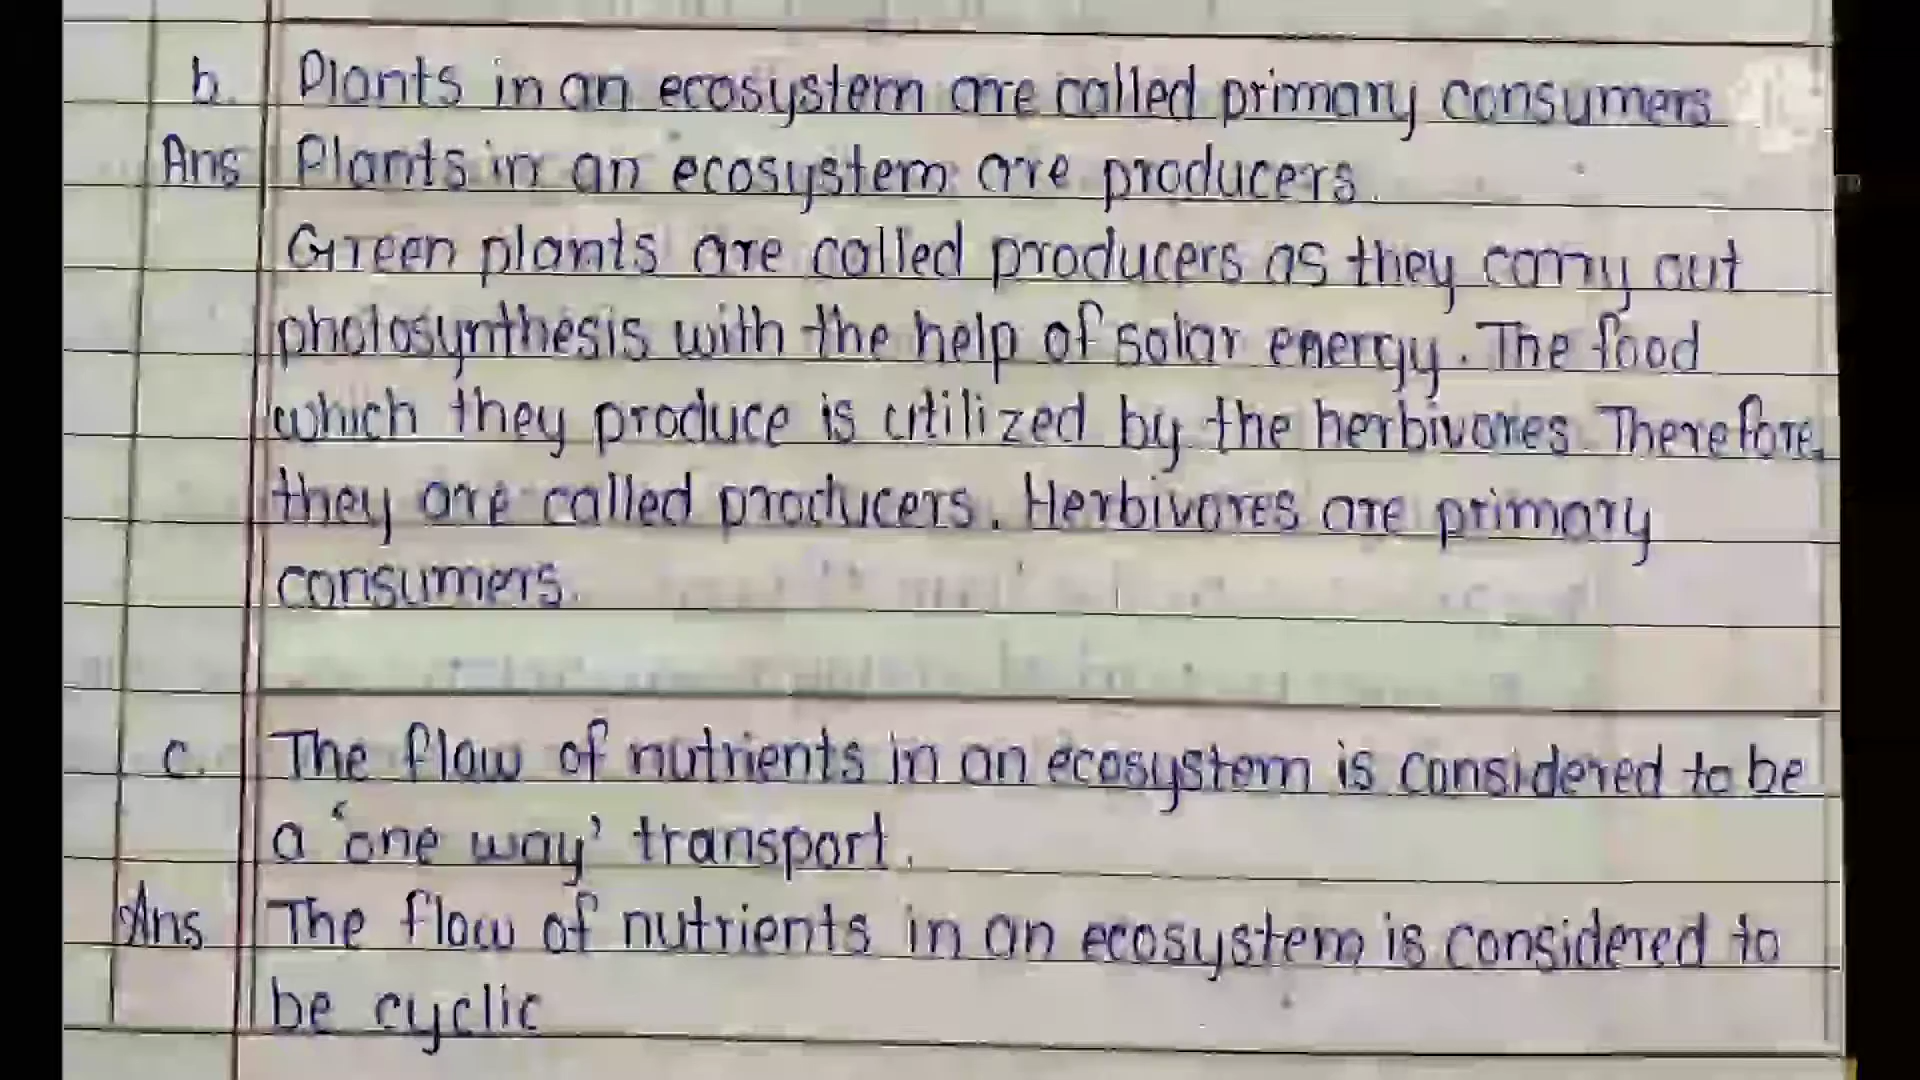 b. Plants in an ecosystem are called primary consumers
Ans Plants in an ecosystem are producers.
Green plants are called producers as they carry out
photosynthesis with the help of solar energy. The food
which they produce is utilized by the herbivores. Therefore,
they are called producers. Herbivores are primary
consumers.
c. The flow of nutrients in an ecosystem is considered to be
a 'one way' transport.
Ans The flow of nutrients in an ecosystem is considered to
be cyclic